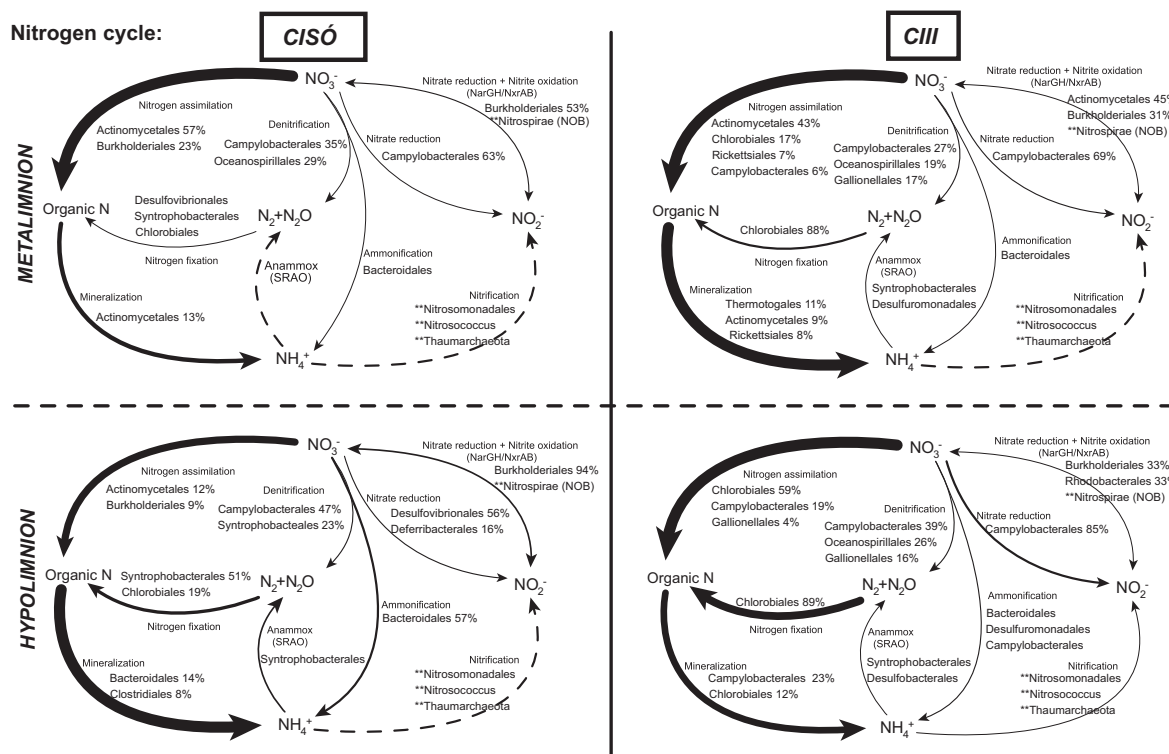 Nitrogen cycle:
CISÓ
CIII
METALIMNION
NO3-
Nitrate reduction + Nitrite oxidation
(NarGH/NxrAB)
Burkholderiales 53%
**Nitrospirae (NOB)
Nitrogen assimilation
Actinomycetales 57%
Burkholderiales 23%
Denitrification
Campylobacterales 35%
Oceanospirillales 29%
Nitrate reduction
Campylobacterales 63%
Organic N
Desulfovibrionales
Syntrophobacterales
Chlorobiales
N2+N2O
NO2-
Nitrogen fixation
Anammox
(SRAO)
Ammonification
Bacteroidales
Mineralization
Actinomycetales 13%
Nitrification
**Nitrosomonadales
**Nitrosococcus
**Thaumarchaeota
NH4+
NO3-
Nitrate reduction + Nitrite oxidation
(NarGH/NxrAB)
Actinomycetales 45%
Burkholderiales 31%
**Nitrospirae (NOB)
Nitrogen assimilation
Actinomycetales 43%
Chlorobiales 17%
Rickettsiales 7%
Campylobacterales 6%
Denitrification
Campylobacterales 27%
Oceanospirillales 19%
Gallionellales 17%
Nitrate reduction
Campylobacterales 69%
Organic N
N2+N2O
NO2-
Chlorobiales 88%
Nitrogen fixation
Anammox
(SRAO)
Syntrophobacterales
Desulfuromonadales
Ammonification
Bacteroidales
Mineralization
Thermotogales 11%
Actinomycetales 9%
Rickettsiales 8%
Nitrification
**Nitrosomonadales
**Nitrosococcus
**Thaumarchaeota
NH4+
HYPOLIMNION
NO3-
Nitrate reduction + Nitrite oxidation
(NarGH/NxrAB)
Burkholderiales 94%
**Nitrospirae (NOB)
Nitrogen assimilation
Actinomycetales 12%
Burkholderiales 9%
Denitrification
Campylobacterales 47%
Syntrophobacteales 23%
Nitrate reduction
Desulfovibrionales 56%
Deferribacterales 16%
Organic N
Syntrophobacterales 51%
Chlorobiales 19%
N2+N2O
NO2-
Nitrogen fixation
Anammox
(SRAO)
Syntrophobacterales
Ammonification
Bacteroidales 57%
Mineralization
Bacteroidales 14%
Clostridiales 8%
Nitrification
**Nitrosomonadales
**Nitrosococcus
**Thaumarchaeota
NH4+
NO3-
Nitrate reduction + Nitrite oxidation
(NarGH/NxrAB)
Burkholderiales 33%
Rhodobacterales 33%
**Nitrospirae (NOB)
Nitrogen assimilation
Chlorobiales 59%
Campylobacterales 19%
Gallionellales 4%
Denitrification
Campylobacterales 39%
Oceanospirillales 26%
Gallionellales 16%
Nitrate reduction
Campylobacterales 85%
Organic N
N2+N2O
NO2-
Chlorobiales 89%
Nitrogen fixation
Anammox
(SRAO)
Syntrophobacterales
Desulfobacterales
Ammonification
Bacteroidales
Desulfuromonadales
Campylobacterales
Mineralization
Campylobacterales 23%
Chlorobiales 12%
Nitrification
**Nitrosomonadales
**Nitrosococcus
**Thaumarchaeota
NH4+